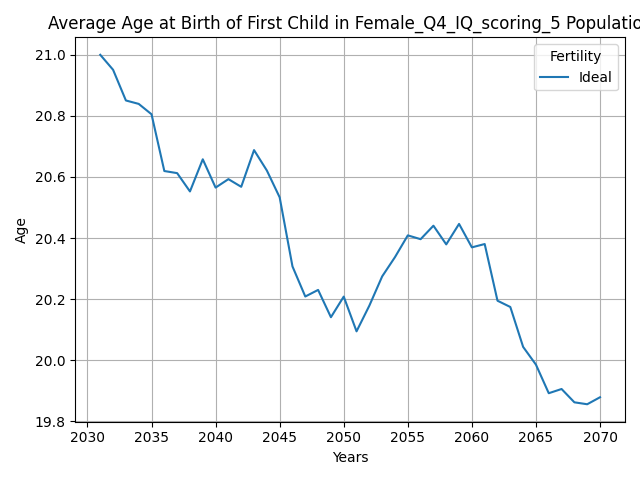 Average Age at Birth of First Child in Female_Q4_IQ_scoring_5 Populatio
Fertility
Ideal
21.0
20.8
20.6
20.4
20.2
20.0
19.8
Age
2030 2035 2040 2045 2050 2055 2060 2065 2070
Years